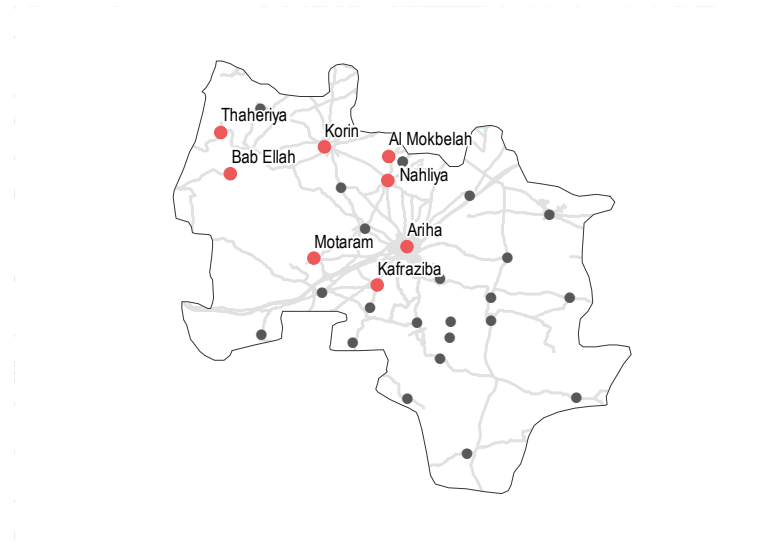 Thaheriya
Korin
Al Mokbelah
Bab Ellah
Nahliya
Ariha
Motaram
Kafraziba